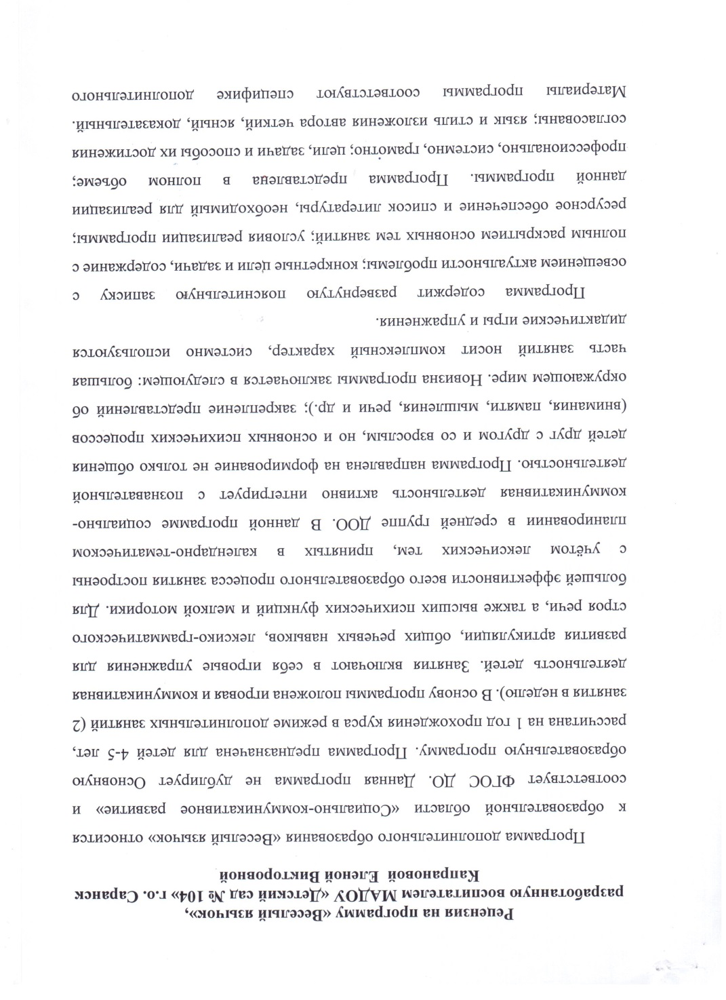 Рецензия на программу «Веселый язычок»,
разработанную воспитателем МАДОУ «Детский сад № 104» г.о. Саранск
Капрановой Еленой Викторовной
Программа дополнительного образования «Веселый язычок» относится
к образовательной области «Социально-коммуникативное развитие» и
соответствует ФГОС ДО. Данная программа не дублирует Основную
образовательную программу. Программа предназначена для детей 4-5 лет,
рассчитана на 1 год прохождения курса в режиме дополнительных занятий (2
занятия в неделю). В основу программы положена игровая и коммуникативная
деятельность детей. Занятия включают в себя игровые упражнения для
развития артикуляции, общих речевых навыков, лексико-грамматического
строя речи, а также высших психических функций и мелкой моторики. Для
большей эффективности всего образовательного процесса занятия построены
с учётом лексических тем, принятых в календарно-тематическом
планировании в средней группе ДОО. В данной программе социально-
коммуникативная деятельность активно интегрирует с познавательной
деятельностью. Программа направлена на формирование не только общения
детей друг с другом и со взрослым, но и основных психических процессов
(внимания, памяти, мышления, речи и др.); закрепление представлений об
окружающем мире. Новизна программы заключается в следующем: большая
часть занятий носит комплексный характер, системно используются
дидактические игры и упражнения.
Программа содержит развернутую пояснительную записку с
освещением актуальности проблемы; конкретные цели и задачи, содержание с
полным раскрытием основных тем занятий; условия реализации программы;
ресурсное обеспечение и список литературы, необходимый для реализации
данной программы. Программа представлена в полном объеме;
профессионально, системно, грамотно; цели, задачи и способы их достижения
согласованы; язык и стиль изложения автора четкий, ясный, доказательный.
Материалы программы соответствуют специфике дополнительного